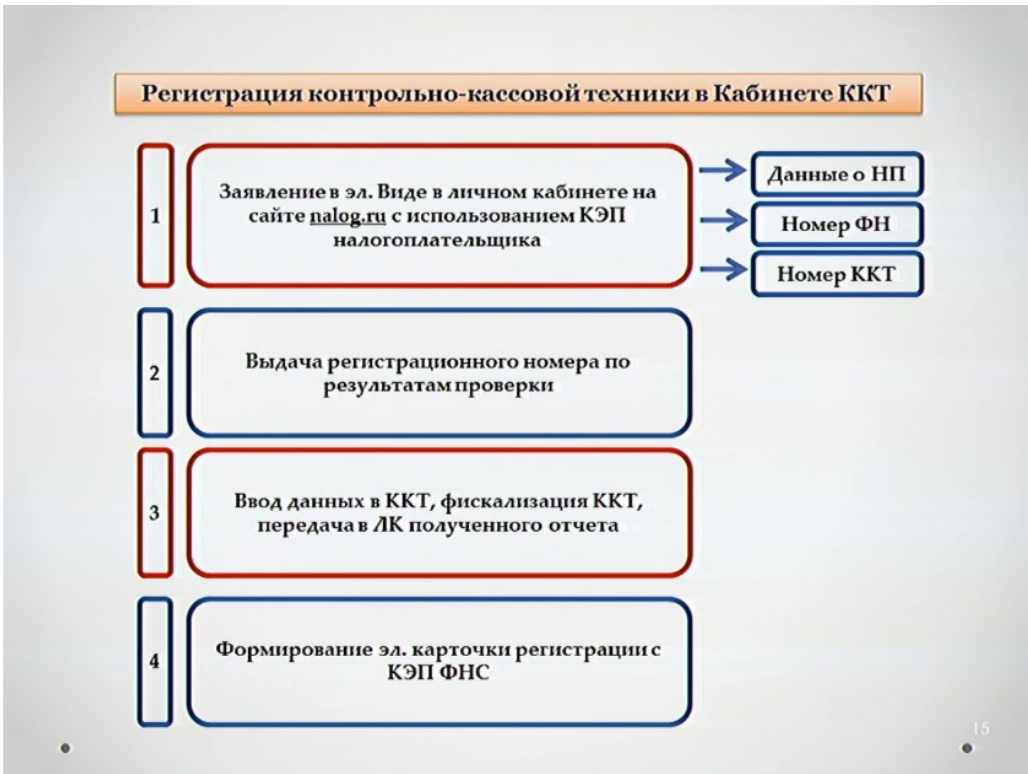 Регистрация контрольно-кассовой техники в Кабинете ККТ
1
Заявление в эл. Виде в личном кабинете на
сайте nalog.ru с использованием КЭП
налогоплательщика
Данные о НП
Номер ФН
Номер ККТ
2
Выдача регистрационного номера по
результатам проверки
3
Ввод данных в ККТ, фискализация ККТ,
передача в ЛК полученного отчета
4
Формирование эл. карточки регистрации с
КЭП ФНС
15